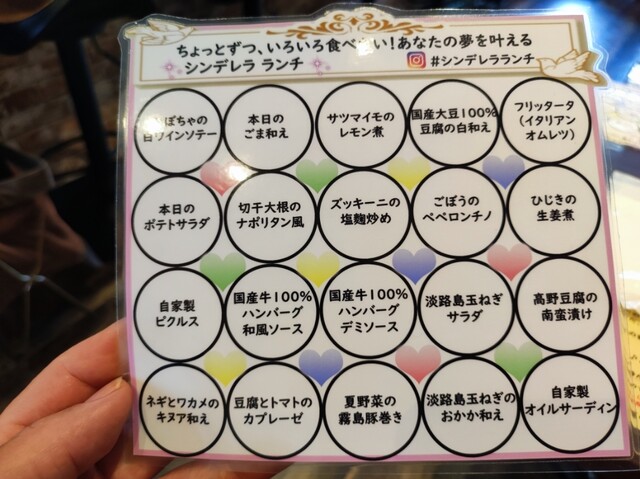 ちょっとずつ、いろいろ食べたい!あなたの夢を叶える
シンデレラ ランチ
#シンデレラランチ
かぼちゃの
白ワインソテー
本日の
ごま和え
サツマイモの
レモン煮
国産大豆100%
豆腐の白和え
フリッタータ
(イタリアン
オムレツ)
本日の
ポテトサラダ
切干大根の
ナポリタン風
ズッキーニの
塩麹炒め
ごぼうの
ペペロンチノ
ひじきの
生姜煮
自家製
ピクルス
国産牛100%
ハンバーグ
和風ソース
国産牛100%
ハンバーグ
デミソース
淡路島玉ねぎ
サラダ
高野豆腐の
南蛮漬け
ネギとワカメの
キヌア和え
豆腐とトマトの
カプレーゼ
夏野菜の
霧島豚巻き
淡路島玉ねぎの
おかか和え
自家製
オイルサーディン